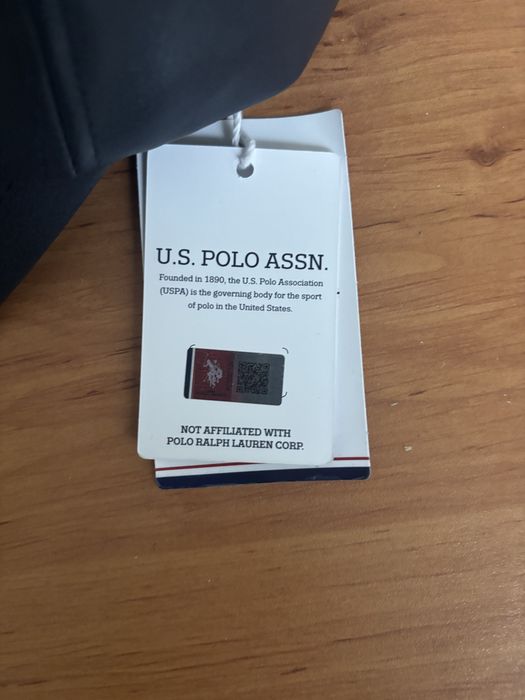 U.S. POLO ASSN.
Founded in 1890, the U.S. Polo Association
(USPA) is the governing body for the sport
of polo in the United States.
NOT AFFILIATED WITH
POLO RALPH LAUREN CORP.